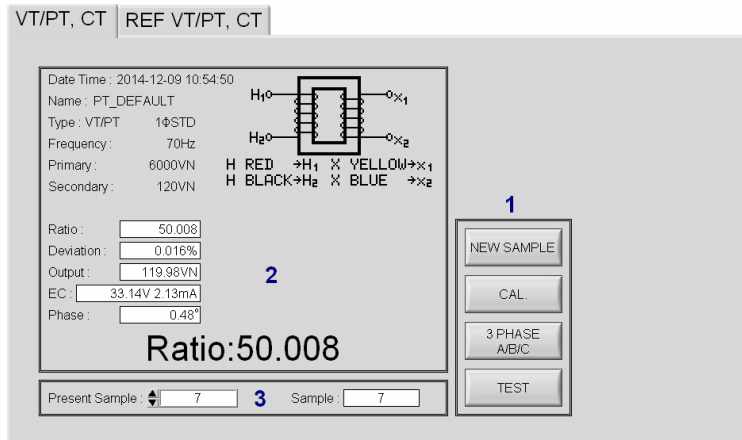 VT/PT, CT
REF VT/PT, CT
Date Time : 2014-12-09 10:54:50
Name : PT_DEFAULT
Type : VT/PT 1ΦSTD
Frequency : 70Hz
Primary : 6000VN
Secondary : 120VN
H1 X1
H2 X2
H RED →H1 X YELLOW→X1
H BLACK→H2 X BLUE →X2
Ratio : 50.008
Deviation : 0.016%
Output : 119.98VN
EC : 33.14V 2.13mA
Phase : 0.48°
2
Ratio:50.008
Present Sample : 7
3
Sample : 7
1
NEW SAMPLE
CAL.
3 PHASE
A/B/C
TEST